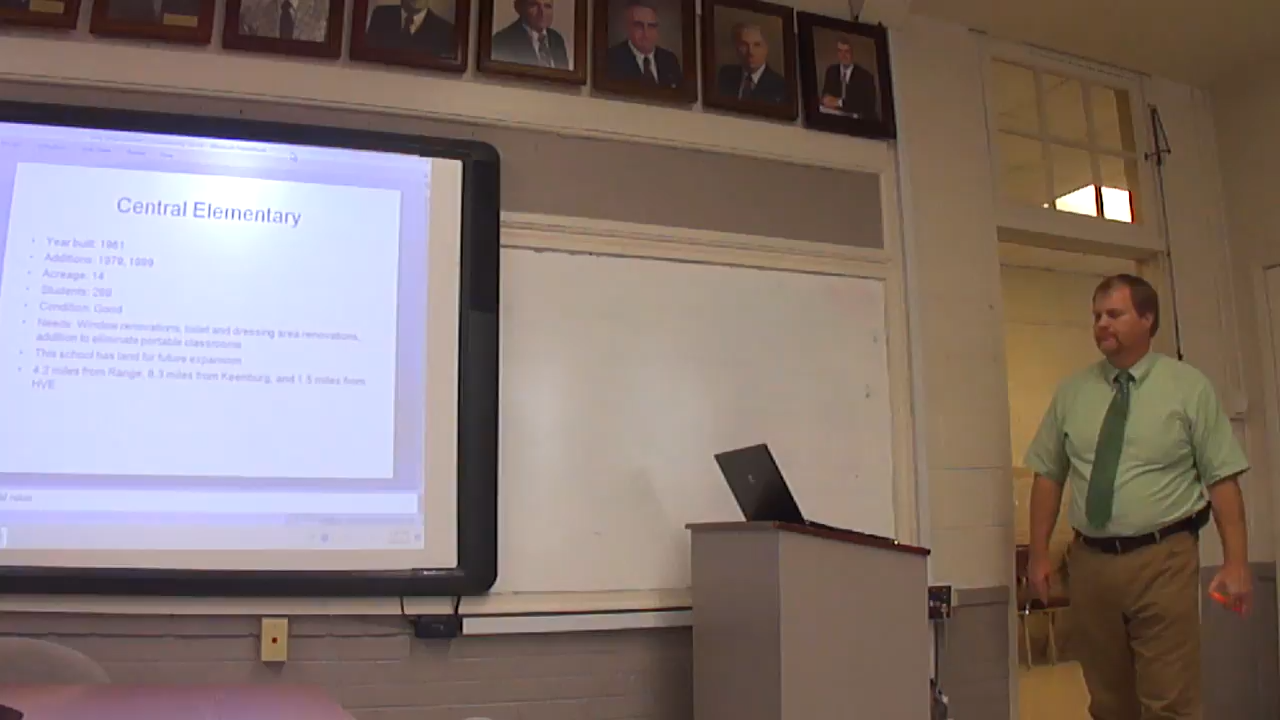 Central Elementary
• Year built: 1961
• Additions: 1979, 1989
• Acreage: 14
• Students: 269
• Condition: Good
• Needs: Window renovations, toilet and dressing area renovations,
addition to eliminate portable classrooms
• This school has land for future expansion
• 4.2 miles from Range, 8.3 miles from Keenburg, and 1.5 miles from
HVE